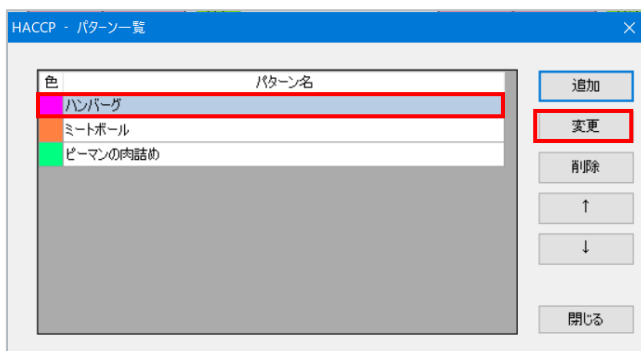 HACCP - パターン一覧
色 パターン名
ハンバーグ
ミートボール
ピーマンの肉詰め
追加
変更
削除
↑
↓
閉じる